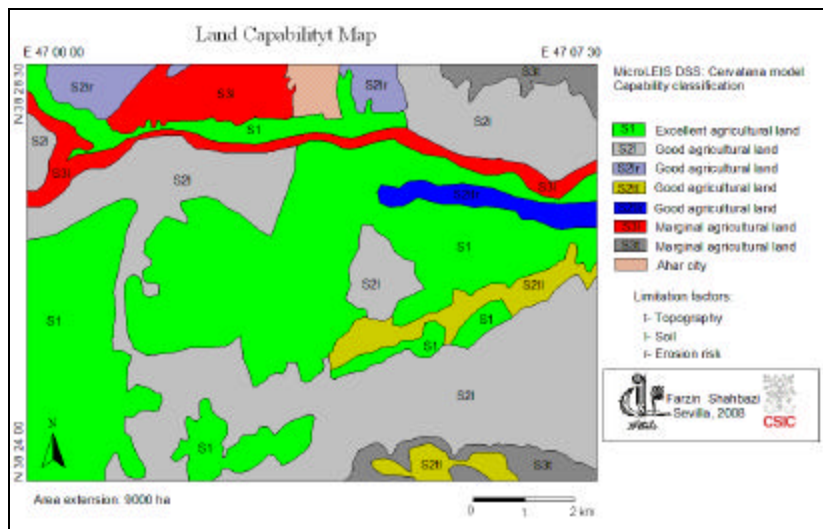 Land Capabilityt Map
E 47 00 00
E 47 07 30
N 38 28 30
N 38 24 00
S2lr
S3l
S2lr
S3t
S2l
S1
S2l
S3l
S2l
S3l
S1
S2l
S2tl
S1
S1
S1
S2l
S1
S2tl
S3t
N
Area extension: 9000 ha
0 1 2 km
MicroLEIS DSS: Cervatana model
Capability classification
S1 Excellent agricultural land
S2l Good agricultural land
S2lr Good agricultural land
S2tl Good agricultural land
Good agricultural land
S3l Marginal agricultural land
S3t Marginal agricultural land
Ahar city
Limitation factors:
t- Topography
l- Soil
r- Erosion risk
Farzin Shahbazi
Sevilla, 2008
CSIC